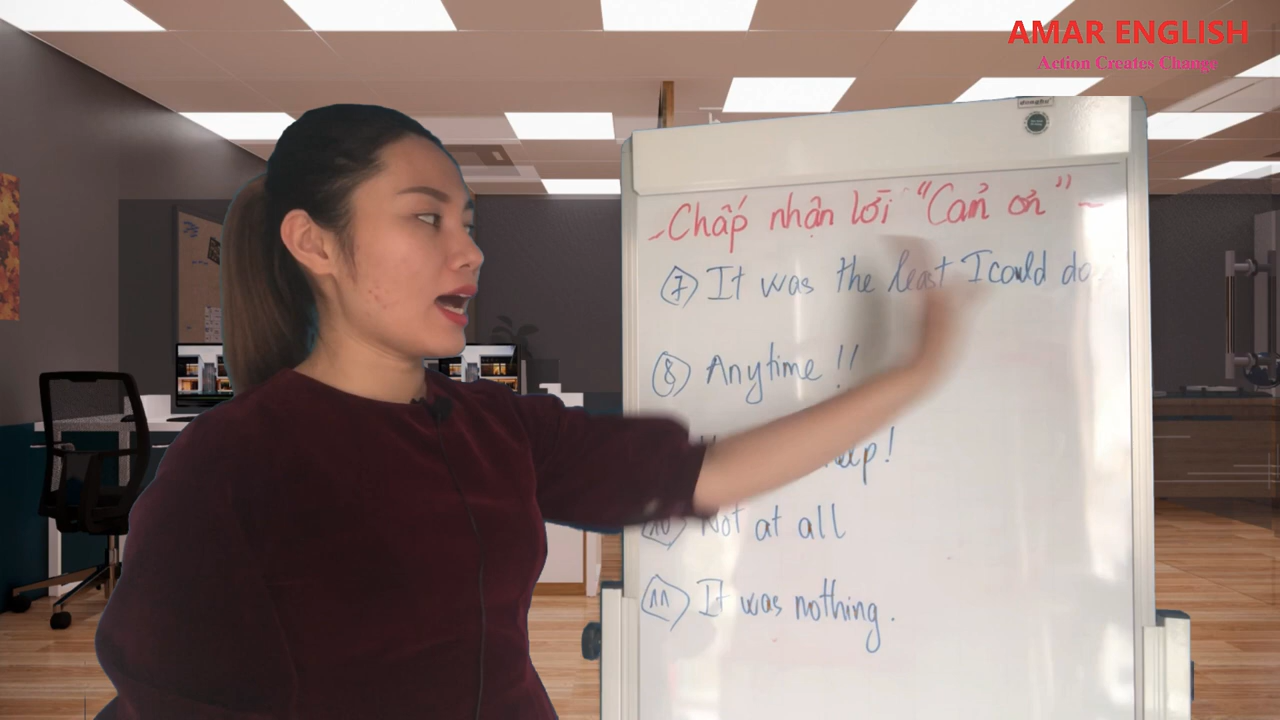 AMAR ENGLISH
Action Creates Change
~ Chấp nhận lời "Cảm ơn" ~
7 It was the least I could do
8 Anytime !!
10 Not at all
11 It was nothing.